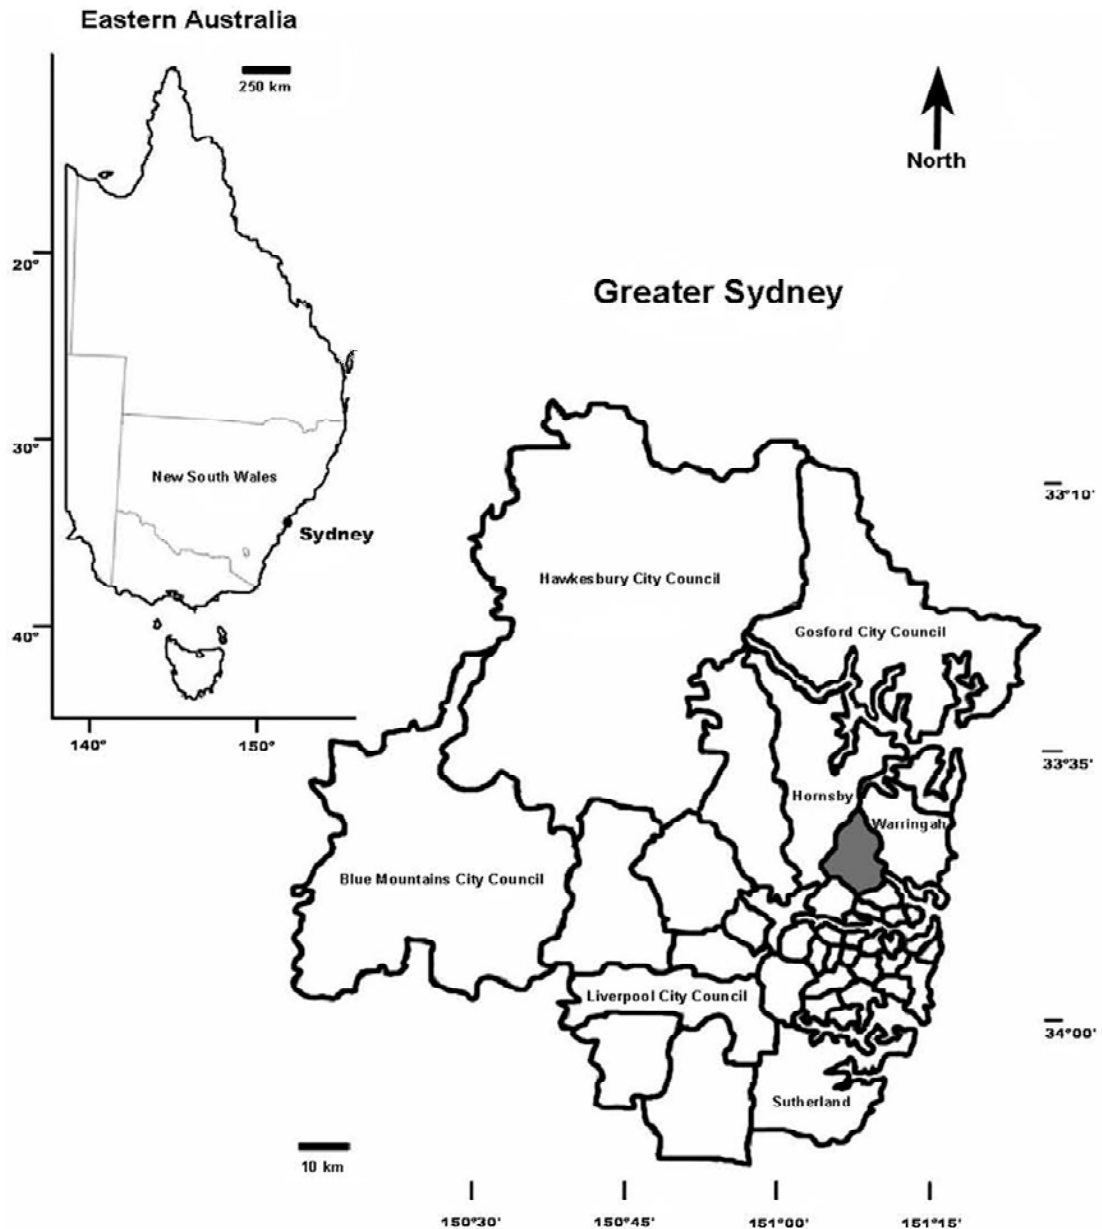 Eastern Australia
250 km
North
20°
Greater Sydney
30°
New South Wales
33°10'
Sydney
Hawkesbury City Council
40°
Gosford City Council
140°
150°
33°35'
Hornsby
Warringah
Blue Mountains City Council
Liverpool City Council
34°00'
Sutherland
10 km
150°30'
150°45'
151°00'
151°15'